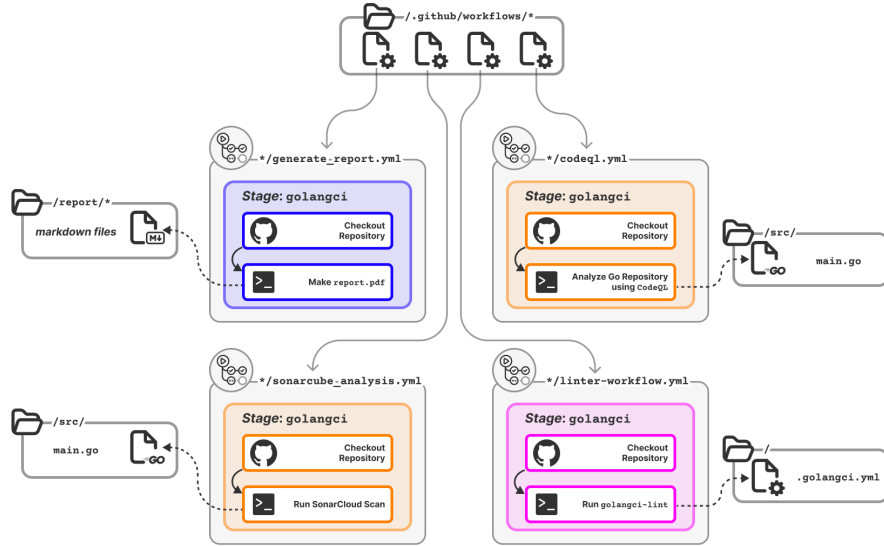 /.github/workflows/*
*/generate_report.yml
Stage: golangci
Checkout
Repository
Make report.pdf
/report/*
markdown files
M↓
*/codeql.yml
Stage: golangci
Checkout
Repository
Analyze Go Repository
using CodeQL
/src/
GO
main.go
*/sonarcube_analysis.yml
Stage: golangci
Checkout
Repository
Run SonarCloud Scan
/src/
main.go
GO
*/linter-workflow.yml
Stage: golangci
Checkout
Repository
Run golangci-lint
/
.golangci.yml